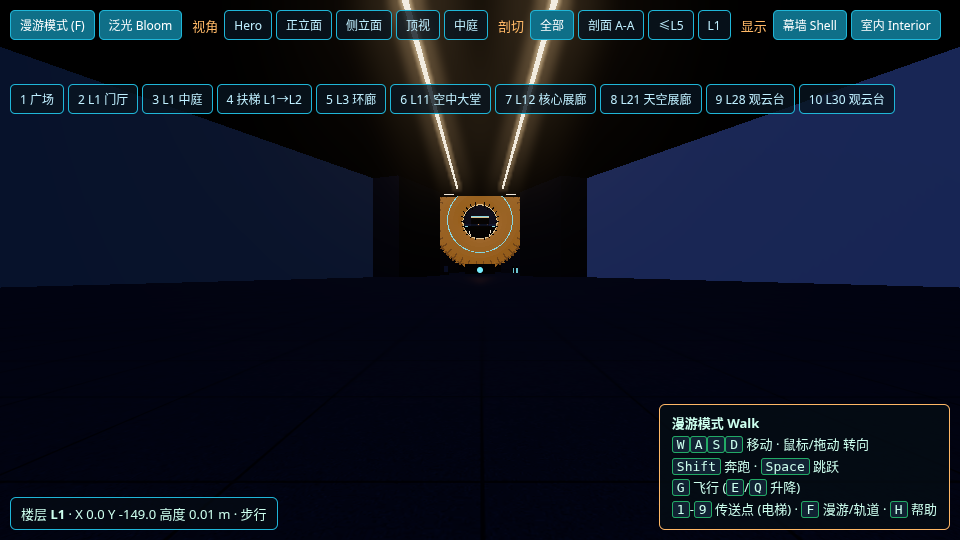 漫游模式 (F) 泛光 Bloom 视角 Hero 正立面 侧立面 顶视 中庭 剖切 全部 剖面 A-A ≤L5 L1 显示 幕墙 Shell 室内 Interior
1 广场 2 L1 门厅 3 L1 中庭 4 扶梯 L1→L2 5 L3 环廊 6 L11 空中大堂 7 L12 核心展廊 8 L21 天空展廊 9 L28 观云台 10 L30 观云台
漫游模式 Walk
W A S D 移动 · 鼠标/拖动 转向
Shift 奔跑 · Space 跳跃
G 飞行 (E/Q 升降)
1-9 传送点 (电梯) · F 漫游/轨道 · H 帮助
楼层 L1 · X 0.0 Y -149.0 高度 0.01 m · 步行